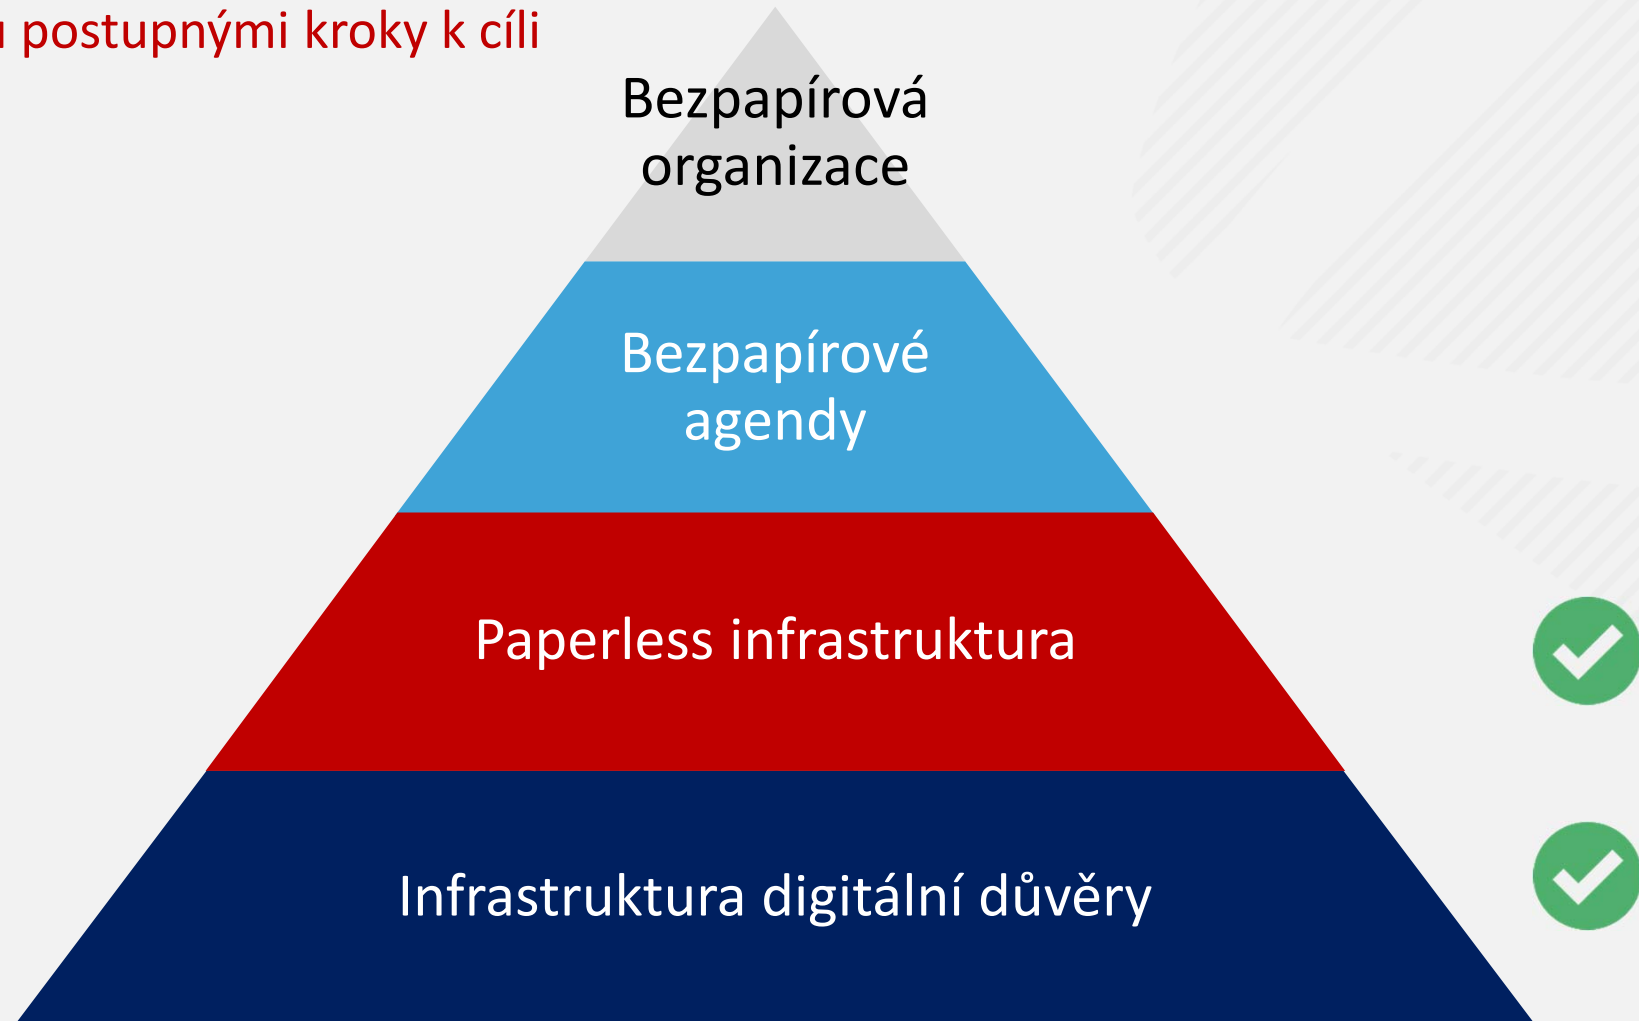 postupnými kroky k cíli
Bezpapírová
organizace
Bezpapírové
agendy
Paperless infrastruktura
Infrastruktura digitální důvěry